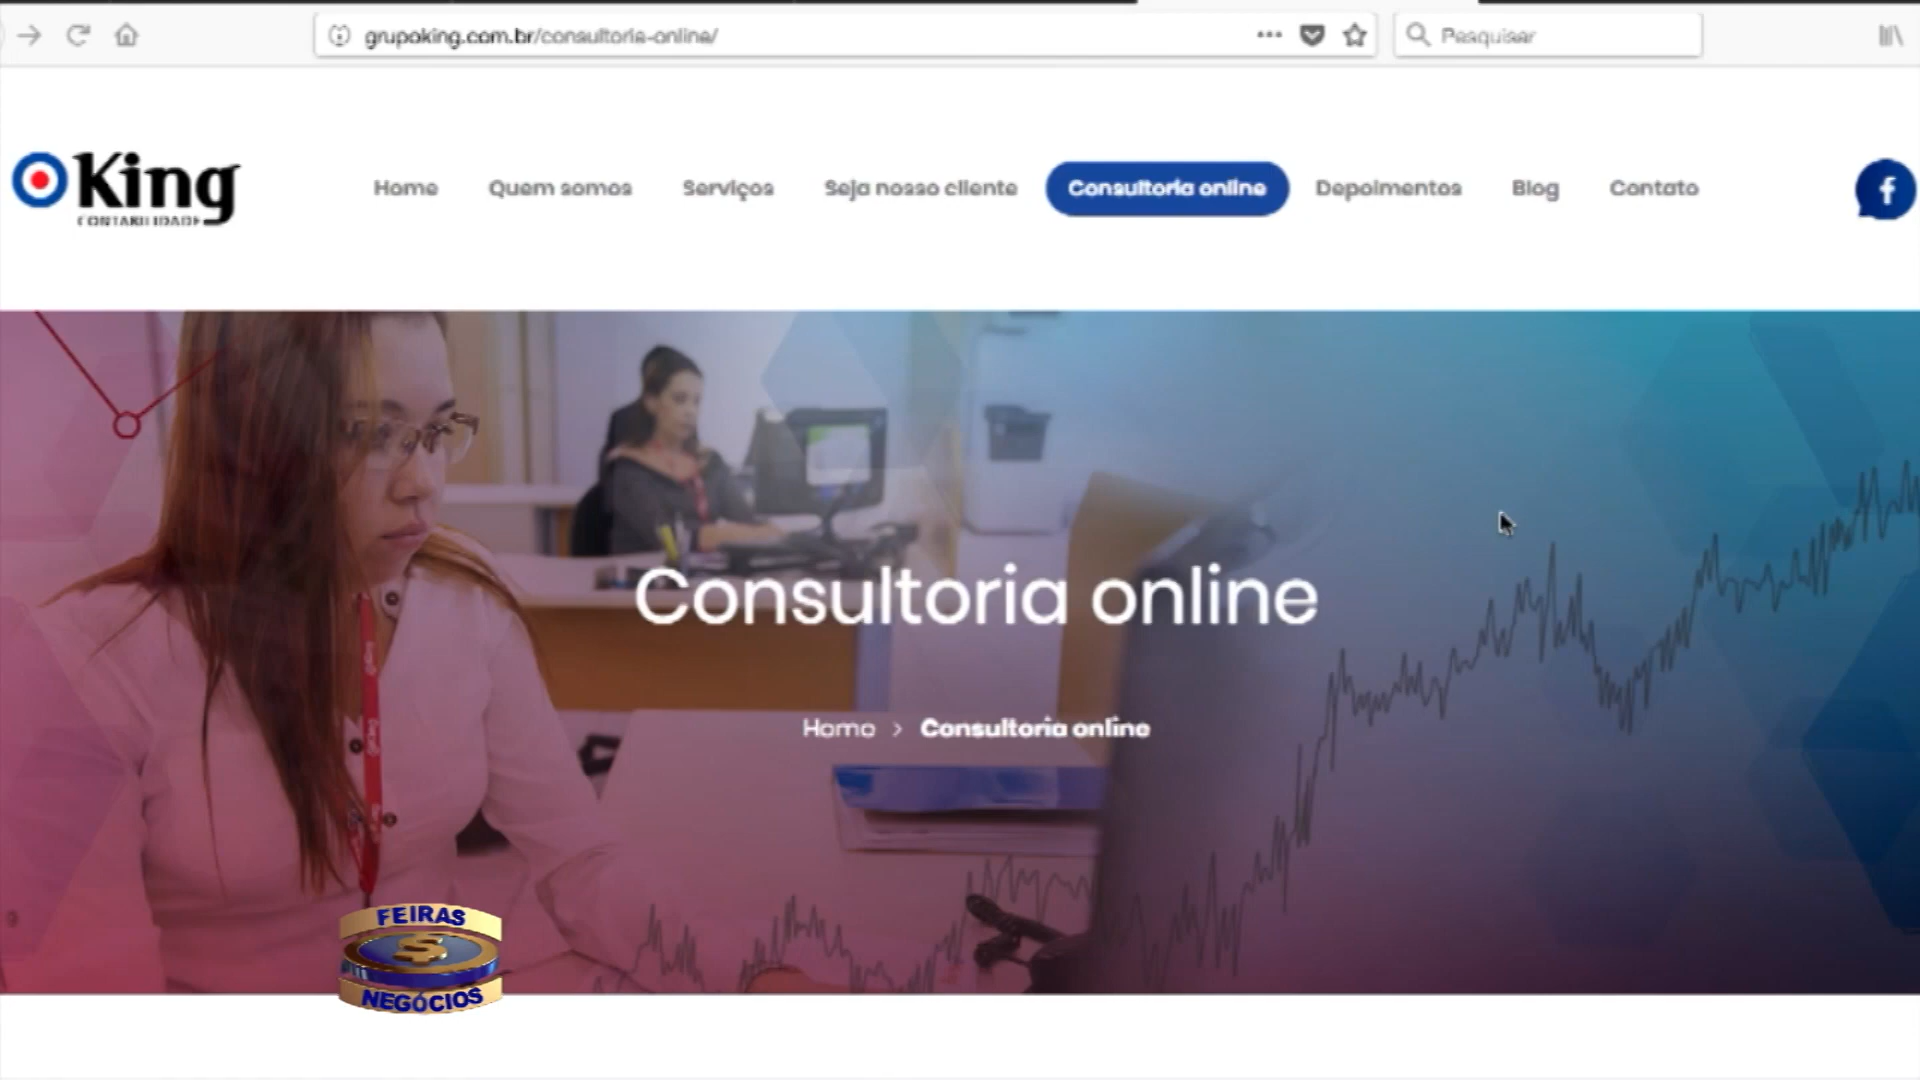 grupoking.com.br/consultoria-online/
Pesquisar
King
CONTABILIDADE
Home
Quem somos
Serviços
Seja nosso cliente
Consultoria online
Depoimentos
Blog
Contato
f
Consultoria online
Home > Consultoria online
FEIRAS
$
NEGÓCIOS